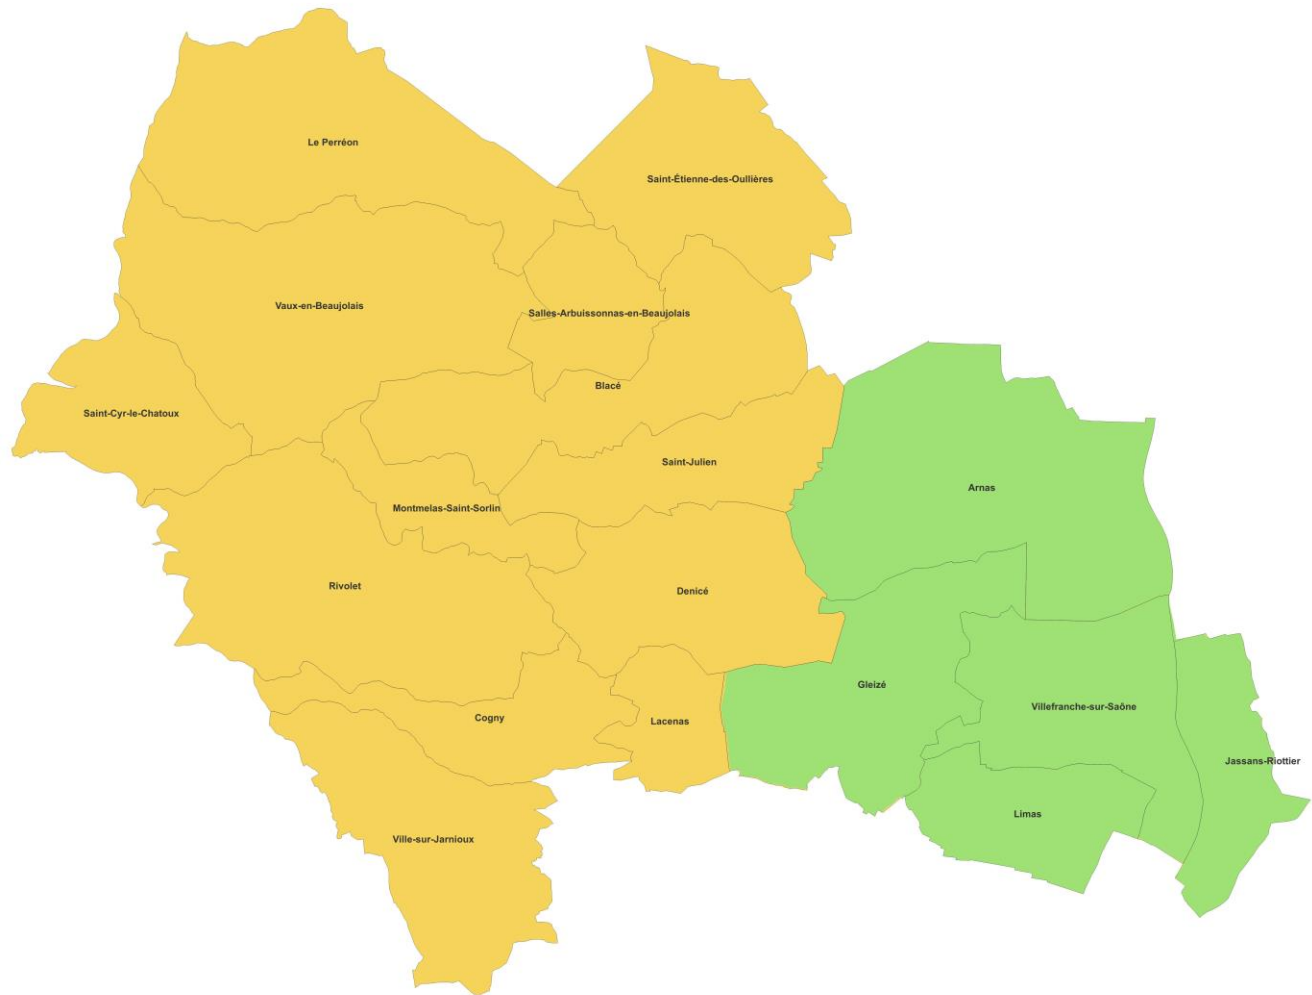 Le Perréon
Saint-Étienne-des-Oullières
Vaux-en-Beaujolais
Salles-Arbuissonnas-en-Beaujolais
Blacé
Saint-Cyr-le-Chatoux
Saint-Julien
Arnas
Montmelas-Saint-Sorlin
Rivolet
Denicé
Gleizé
Villefranche-sur-Saône
Cogny
Lacenas
Jassans-Riottier
Limas
Ville-sur-Jarnioux